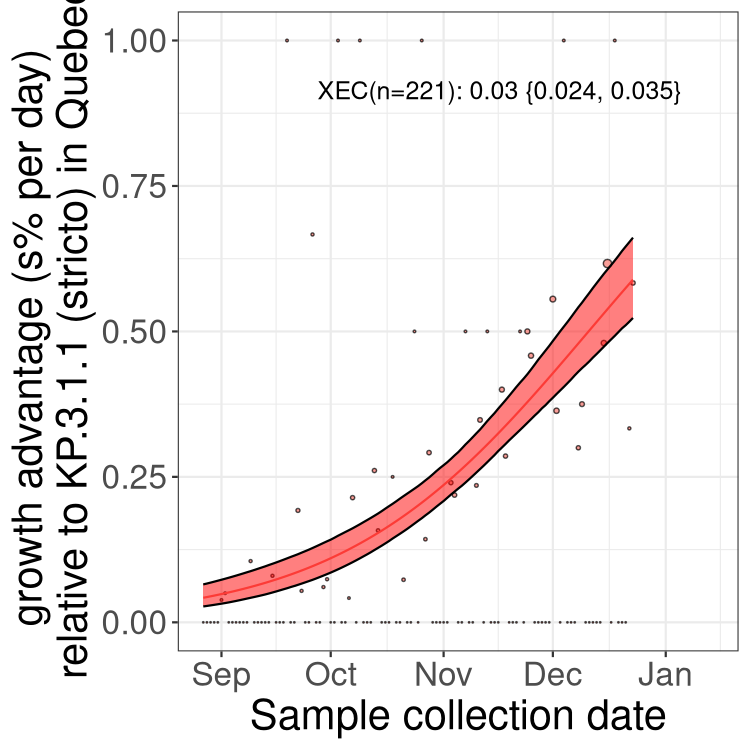 growth advantage (s% per day)
relative to KP.3.1.1 (stricto) in Quebec
1.00
0.75
0.50
0.25
0.00
XEC(n=221): 0.03 {0.024, 0.035}
Sep Oct Nov Dec Jan
Sample collection date